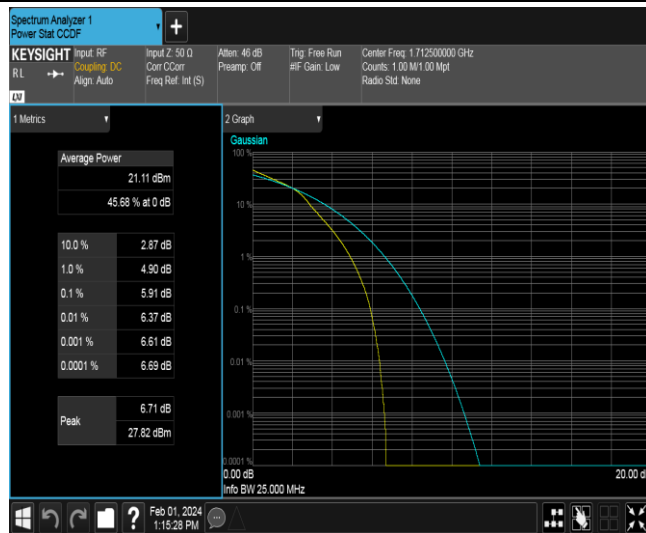 Spectrum Analyzer 1
Power Stat CCDF
+
KEYSIGHT
RL
Input: RF
Coupling: DC
Align: Auto
Input Z: 50 Ω
Corr CCorr
Freq Ref: Int (S)
Atten: 46 dB
Preamp: Off
Trig: Free Run
#IF Gain: Low
Center Freq: 1.712500000 GHz
Counts: 1.00 M/1.00 Mpt
Radio Std: None
1 Metrics
Average Power
21.11 dBm
45.68 % at 0 dB
10.0 % 2.87 dB
1.0 % 4.90 dB
0.1 % 5.91 dB
0.01 % 6.37 dB
0.001 % 6.61 dB
0.0001 % 6.69 dB
Peak
6.71 dB
27.82 dBm
2 Graph
Gaussian
100 %
10 %
1 %
0.1 %
0.01 %
0.001 %
0.0001 %
0.00 dB
20.00 d
Info BW 25.000 MHz
?
Feb 01, 2024
1:15:28 PM